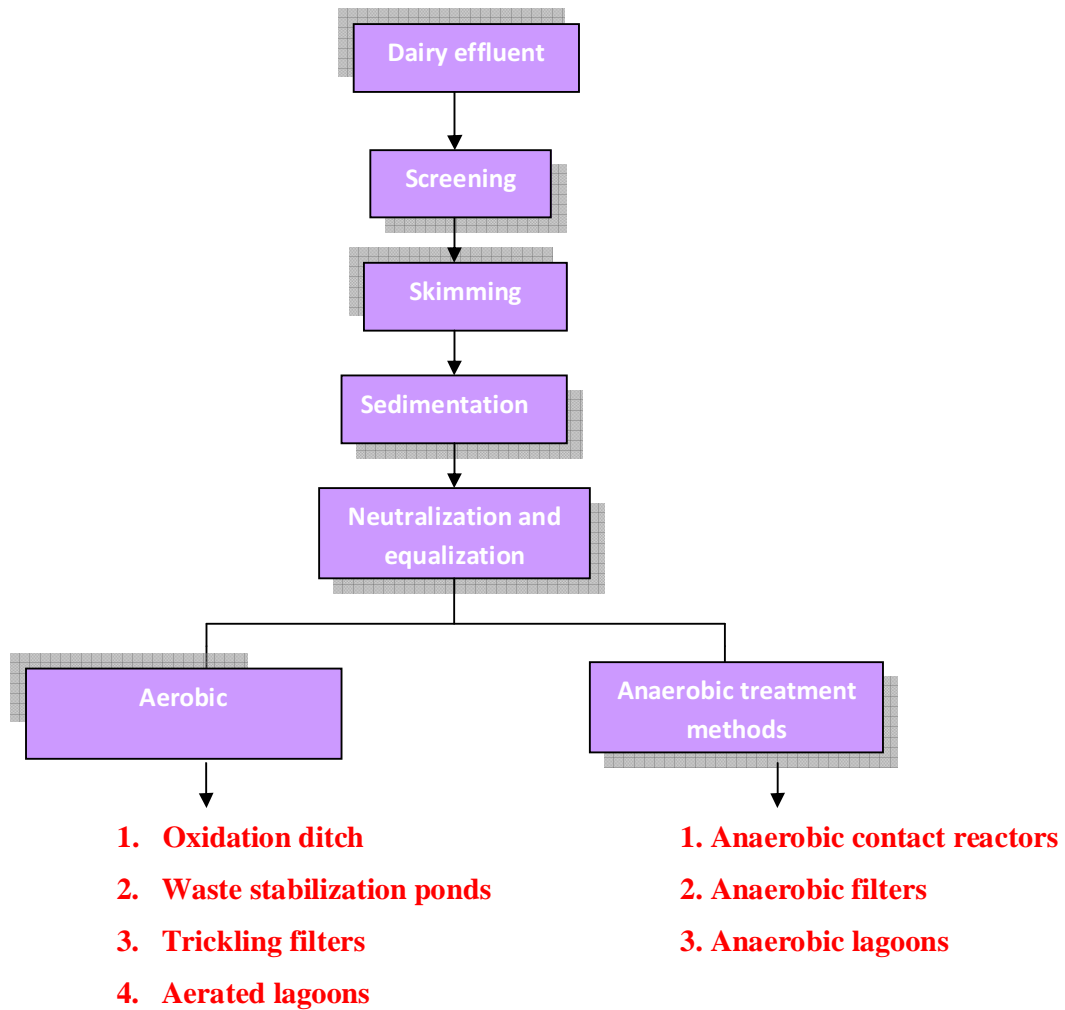 Dairy effluent
Screening
Skimming
Sedimentation
Neutralization and
equalization
Aerobic
Anaerobic treatment
methods
1. Oxidation ditch
2. Waste stabilization ponds
3. Trickling filters
4. Aerated lagoons
1. Anaerobic contact reactors
2. Anaerobic filters
3. Anaerobic lagoons